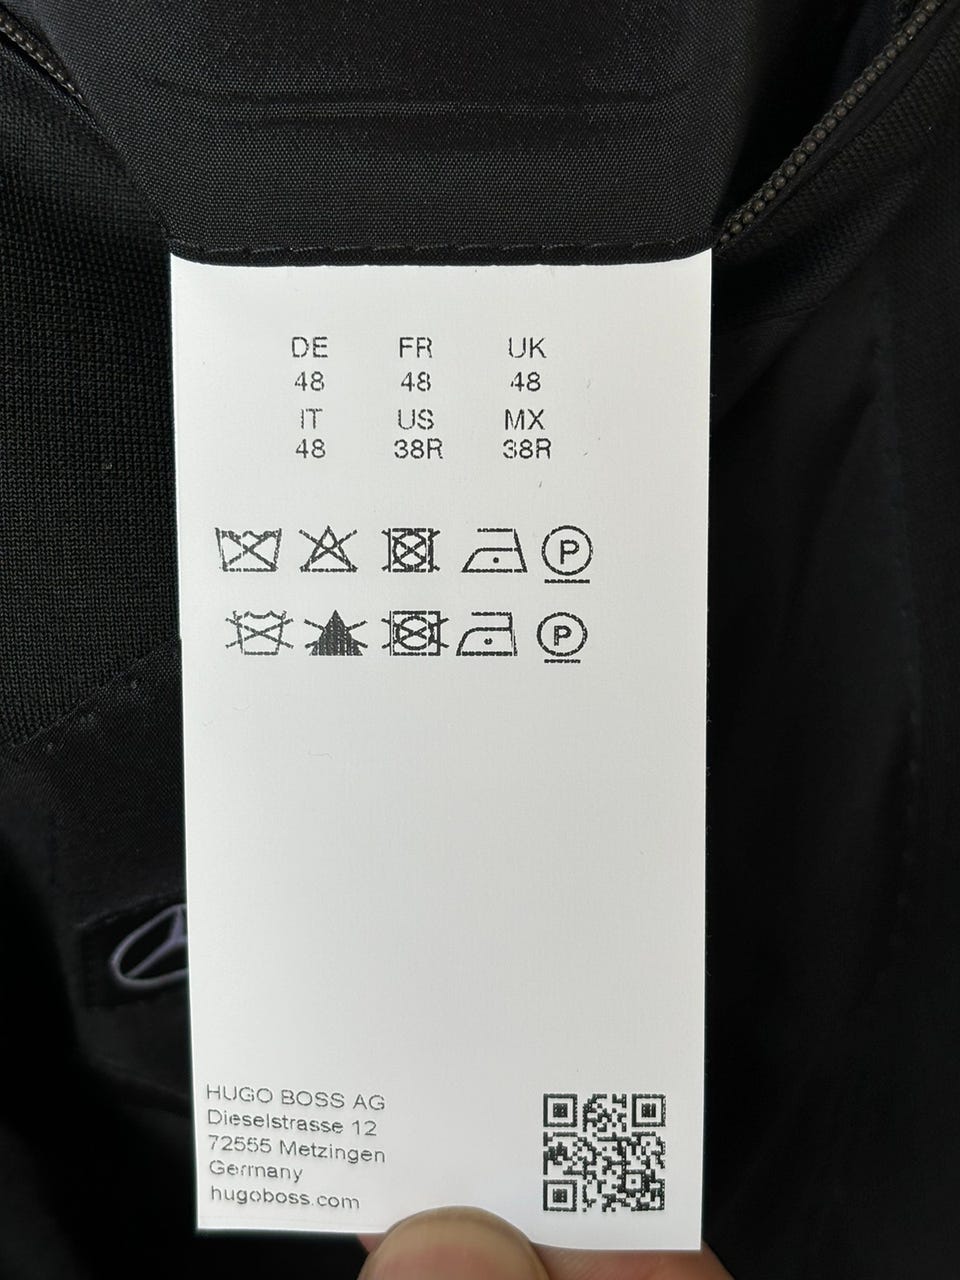 DE FR UK
48 48 48
IT US MX
48 38R 38R
P
P
HUGO BOSS AG
Dieselstrasse 12
72555 Metzingen
Germany
hugoboss.com